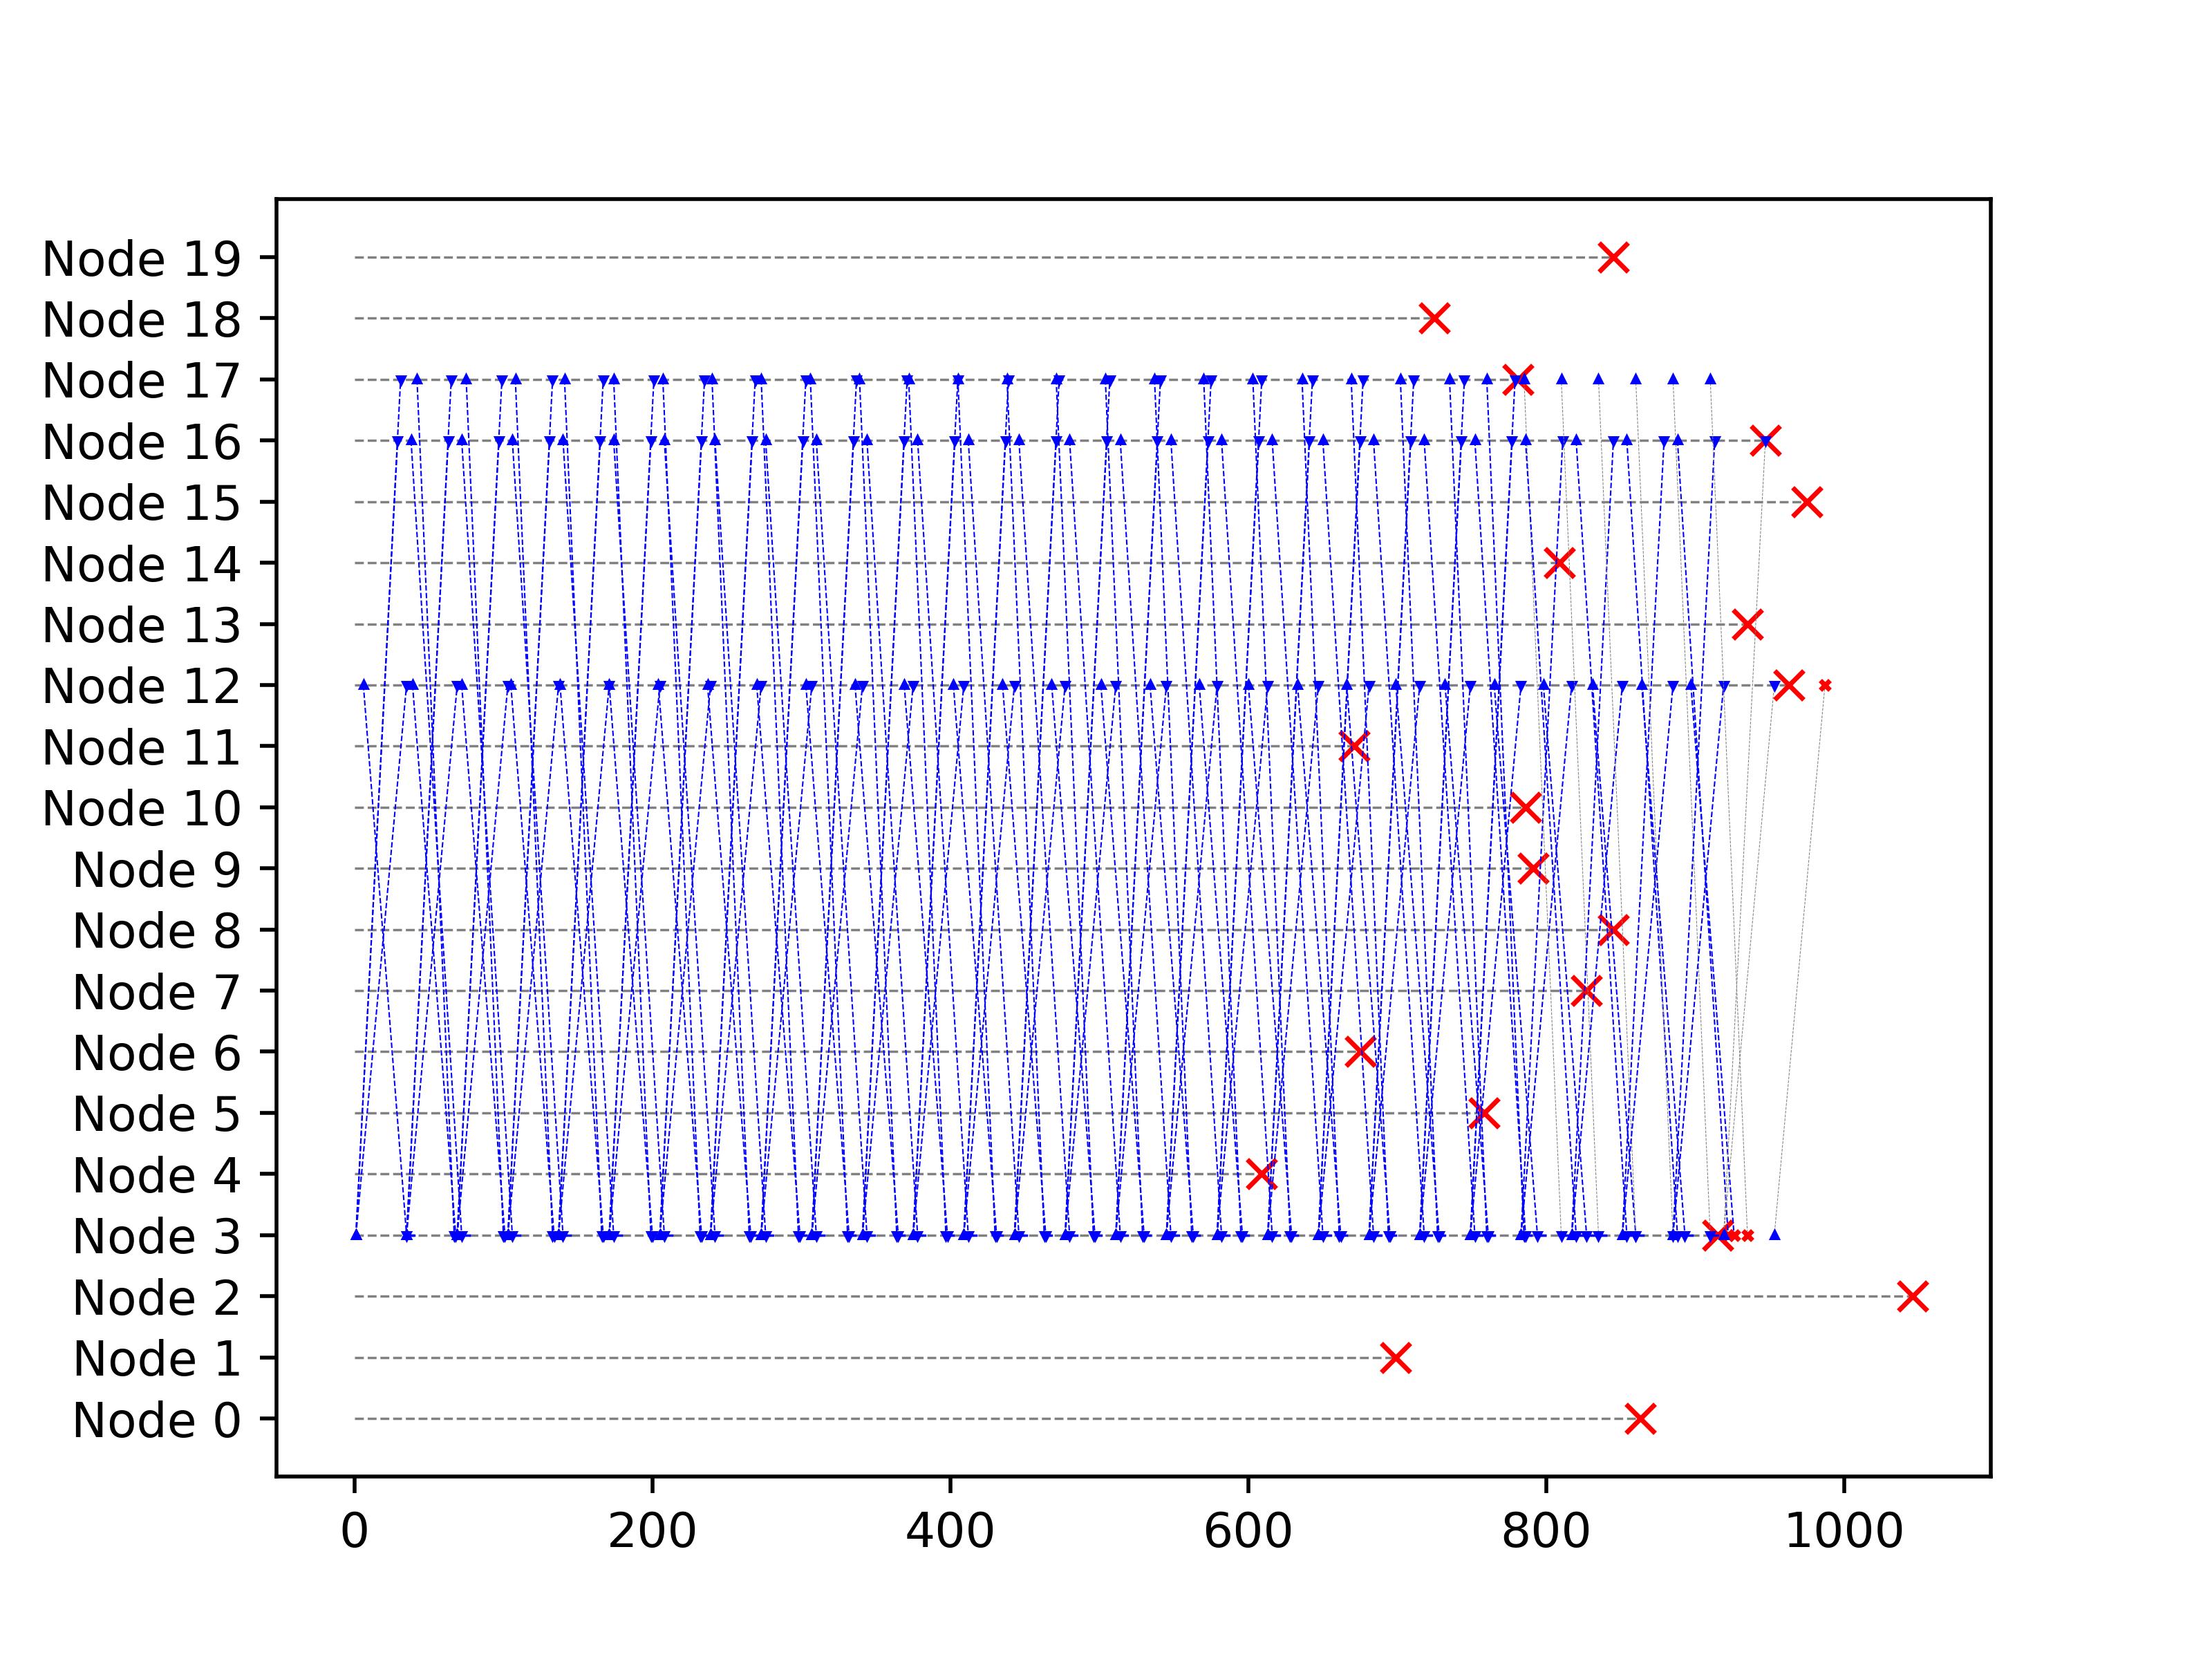 Node 19
Node 18
Node 17
Node 16
Node 15
Node 14
Node 13
Node 12
Node 11
Node 10
Node 9
Node 8
Node 7
Node 6
Node 5
Node 4
Node 3
Node 2
Node 1
Node 0
0 200 400 600 800 1000